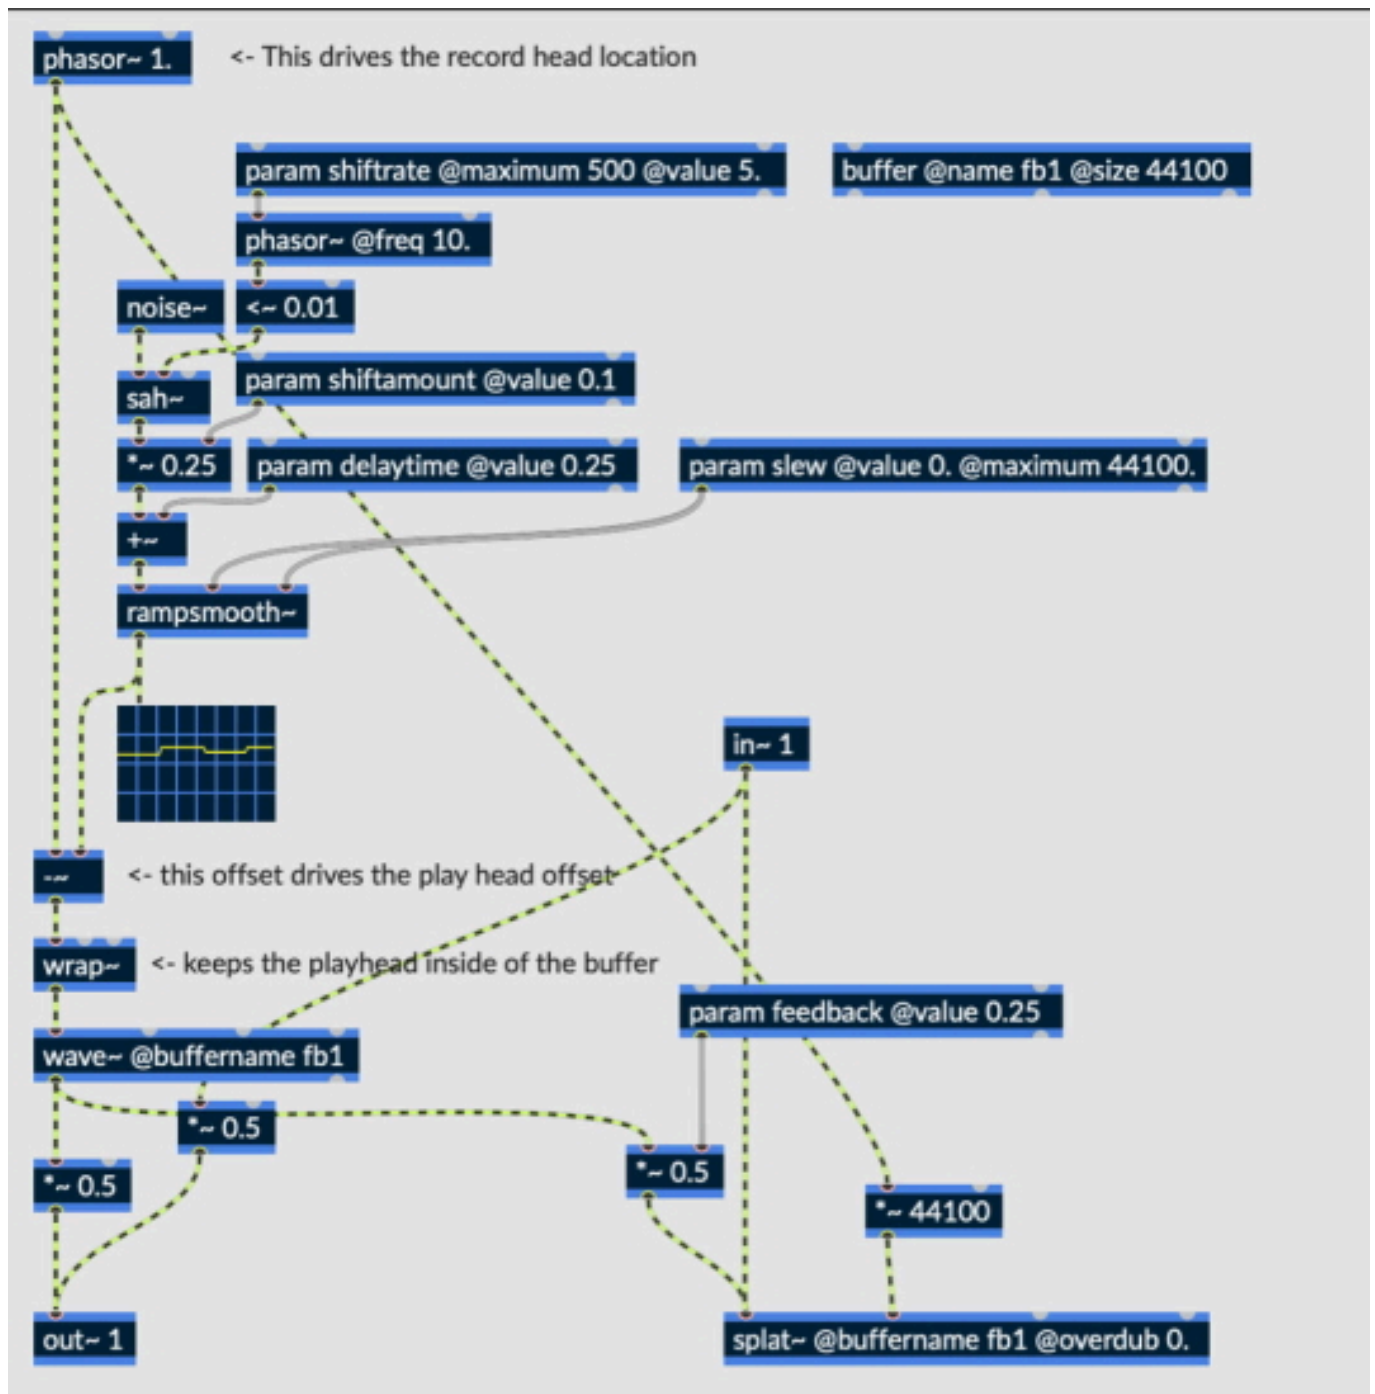 phasor~ 1.
<- This drives the record head location
param shiftrate @maximum 500 @value 5.
buffer @name fb1 @size 44100
phasor~ @freq 10.
noise~
<~ 0.01
sah~
param shiftamount @value 0.1
*~ 0.25
param delaytime @value 0.25
param slew @value 0. @maximum 44100.
+~
rampsmooth~
in~ 1
-~
<- this offset drives the play head offset
wrap~
<- keeps the playhead inside of the buffer
param feedback @value 0.25
wave~ @buffername fb1
*~ 0.5
*~ 0.5
*~ 0.5
*~ 44100
out~ 1
splat~ @buffername fb1 @overdub 0.